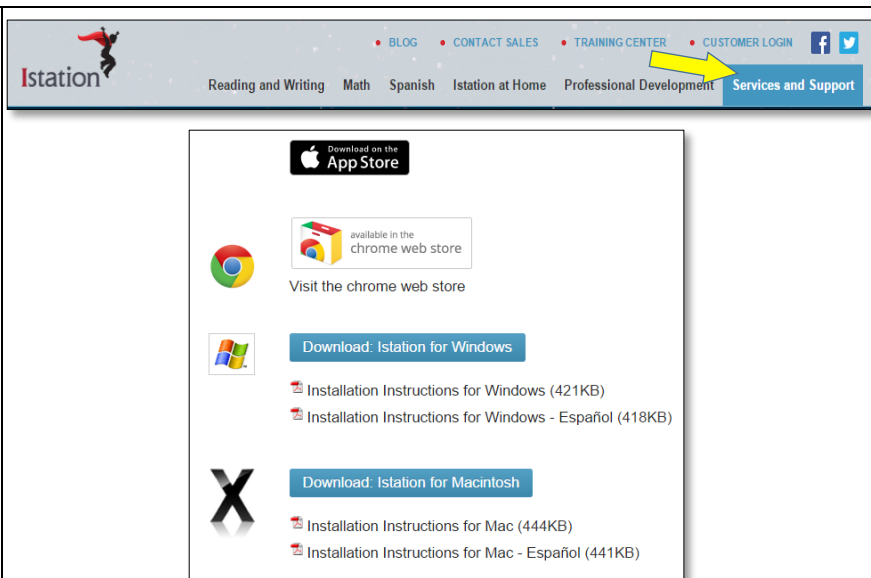 BLOG CONTACT SALES TRAINING CENTER CUSTOMER LOGIN
Istation
Reading and Writing Math Spanish Istation at Home Professional Development Services and Support
Download on the
App Store
available in the
chrome web store
Visit the chrome web store
Download: Istation for Windows
Installation Instructions for Windows (421KB)
Installation Instructions for Windows - Español (418KB)
Download: Istation for Macintosh
Installation Instructions for Mac (444KB)
Installation Instructions for Mac - Español (441KB)